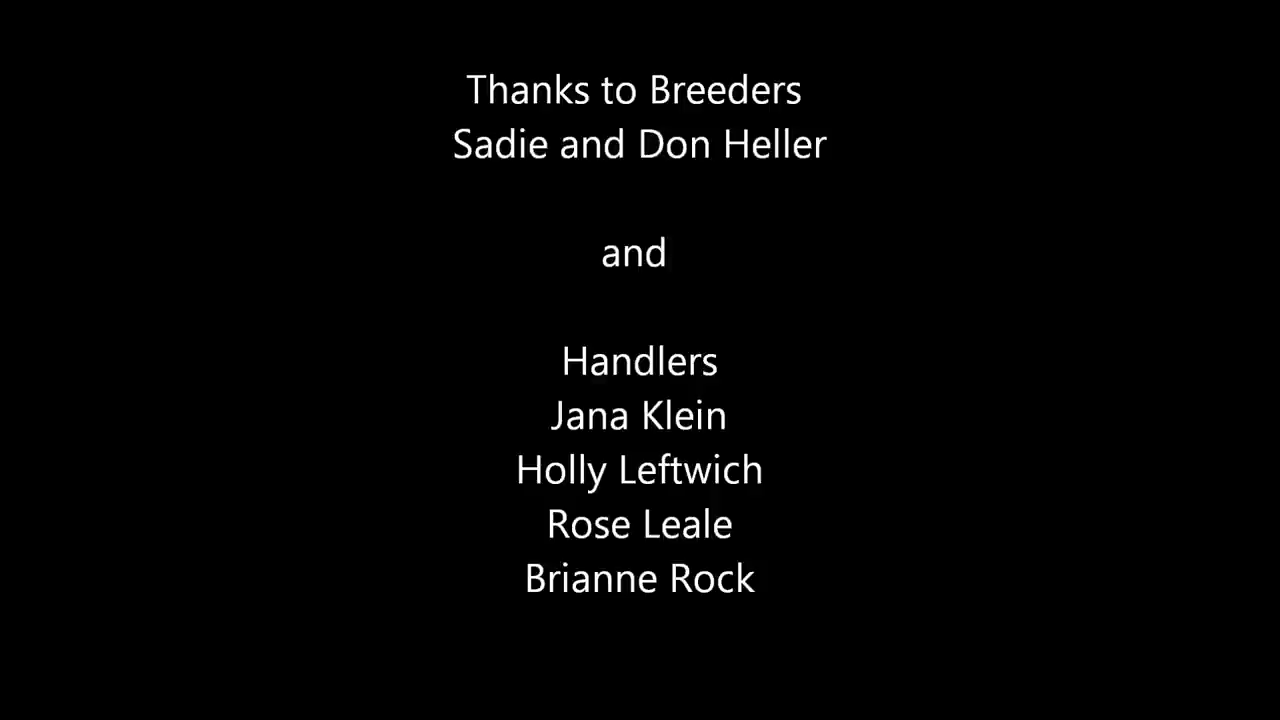 Thanks to Breeders
Sadie and Don Heller
and
Handlers
Jana Klein
Holly Leftwich
Rose Leale
Brianne Rock